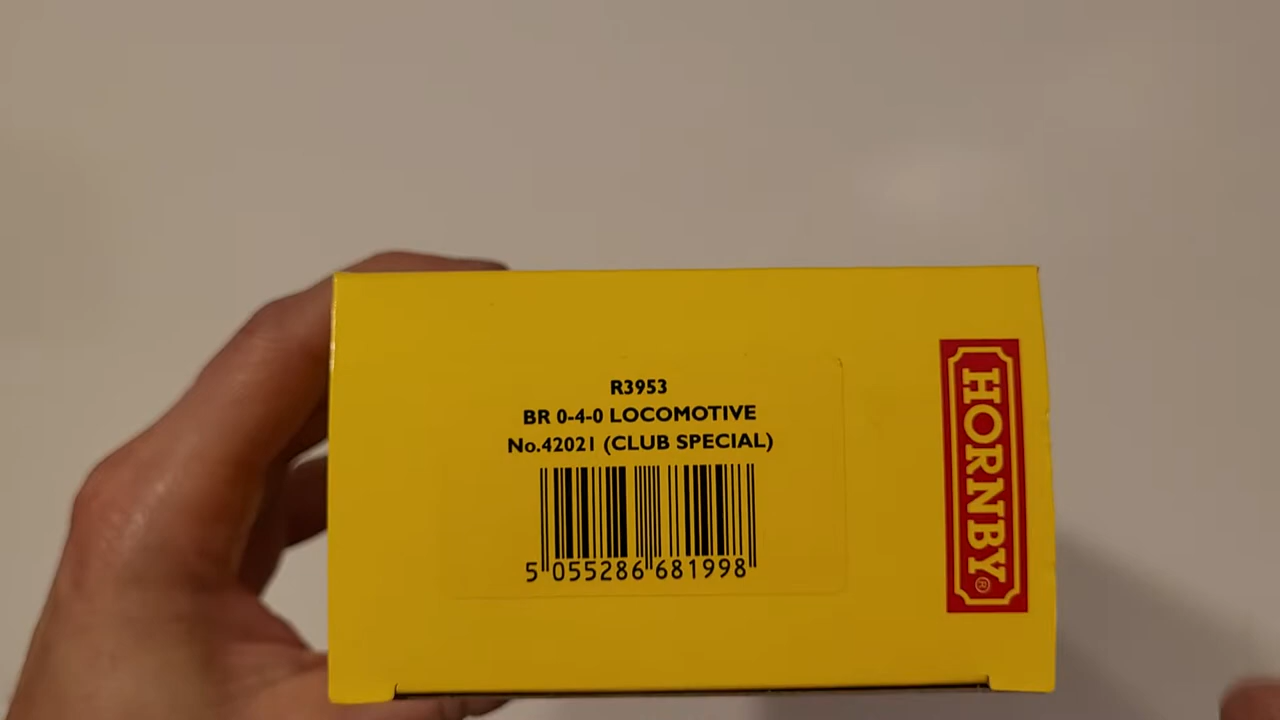 R3953
BR 0-4-0 LOCOMOTIVE
No.42021 (CLUB SPECIAL)
5 055286 681998
HORNBY®